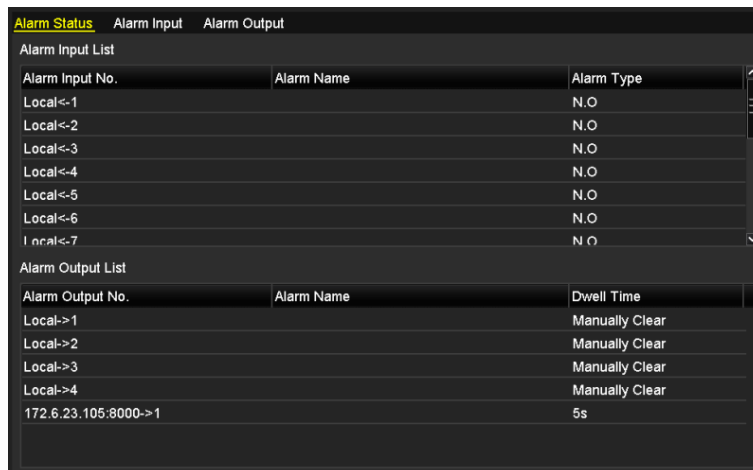 Alarm Status Alarm Input Alarm Output
Alarm Input List
Alarm Input No. Alarm Name Alarm Type
Local<-1 N.O
Local<-2 N.O
Local<-3 N.O
Local<-4 N.O
Local<-5 N.O
Local<-6 N.O
Local<-7 N.O
Alarm Output List
Alarm Output No. Alarm Name Dwell Time
Local->1 Manually Clear
Local->2 Manually Clear
Local->3 Manually Clear
Local->4 Manually Clear
172.6.23.105:8000->1 5s